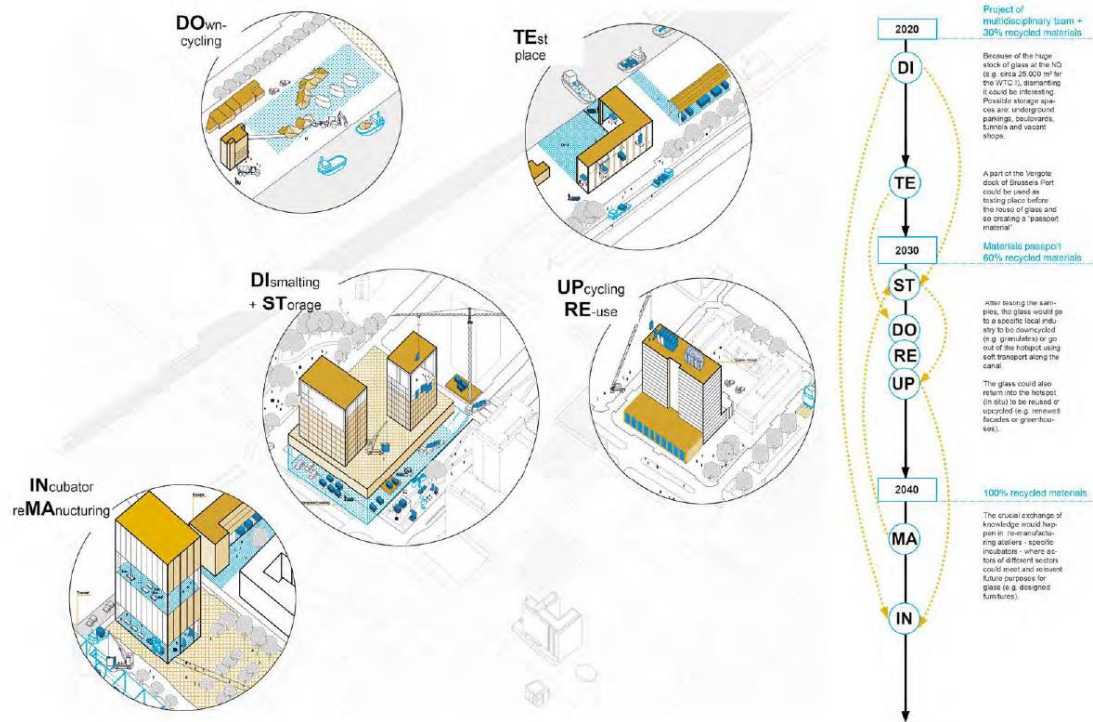 DOwn-
cycling
TEst
place
DIsmalting
+ STorage
UPcycling
RE-use
INcubator
reMAnucturing
Tunnel
2020
Project of
multidisciplinary team +
30% recycled materials
DI
Because of the huge
stock of glass at the NQ
(e.g. circa 25.000 m² for
the WTC I), dismantling
it could be interesting.
Possible storage spa-
ces are: underground
parkings, boulevards,
tunnels and vacant
shops.
TE
A part of the Vergote
dock of Brussels Port
could be used as
testing place before
the reuse of glass and
so creating a "passport
material".
2030
Materials passport
60% recycled materials
ST
DO
RE
UP
After testing the sam-
ples, the glass would go
to a specific local indu-
stry to be downcycled
(e.g. granulates) or go
out of the hotspot using
soft transport along the
canal.
The glass could also
return into the hotspot
(in situ) to be reused or
upcycled (e.g. renewed
facades or greenhou-
ses).
2040
100% recycled materials
MA
The crucial exchange of
knowledge would hap-
pen in re-manufactu-
ring ateliers - specific
incubators - where ac-
tors of different sectors
could meet and reinvent
future purposes for
glass (e.g. designed
furnitures).
IN